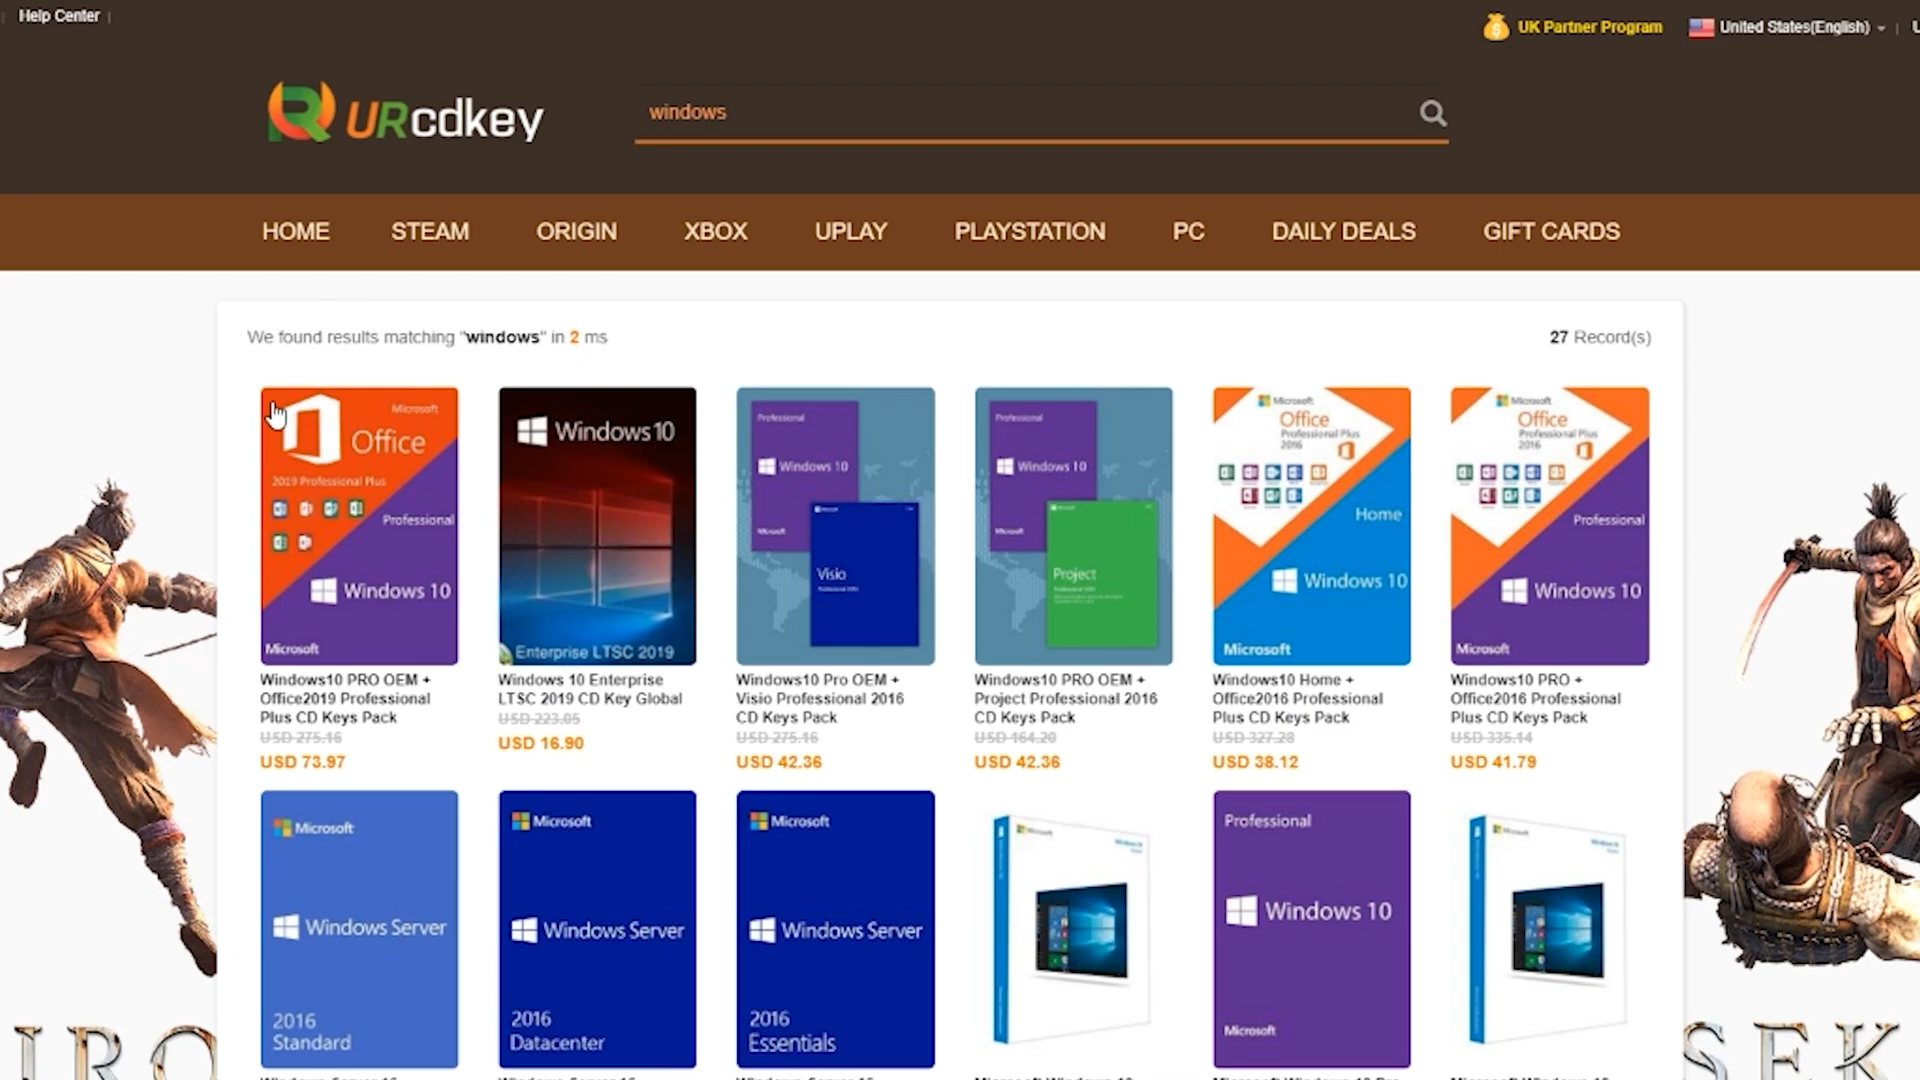 Help Center
UK Partner Program
United States(English)
URcdkey
windows
HOME STEAM ORIGIN XBOX UPLAY PLAYSTATION PC DAILY DEALS GIFT CARDS
We found results matching "windows" in 2 ms
27 Record(s)
Microsoft
Office
2019 Professional Plus
Professional
Windows 10
Microsoft
Windows10 PRO OEM +
Office2019 Professional
Plus CD Keys Pack
USD 275.16
USD 73.97
Windows 10
Enterprise LTSC 2019
Windows 10 Enterprise
LTSC 2019 CD Key Global
USD 223.05
USD 16.90
Professional
Windows 10
Microsoft
Visio
Windows10 Pro OEM +
Visio Professional 2016
CD Keys Pack
USD 275.16
USD 42.36
Professional
Windows 10
Microsoft
Project
Windows10 PRO OEM +
Project Professional 2016
CD Keys Pack
USD 164.20
USD 42.36
Microsoft
Office
Professional Plus
2016
Home
Windows 10
Microsoft
Windows10 Home +
Office2016 Professional
Plus CD Keys Pack
USD 327.28
USD 38.12
Microsoft
Office
Professional Plus
2016
Professional
Windows 10
Microsoft
Windows10 PRO +
Office2016 Professional
Plus CD Keys Pack
USD 335.14
USD 41.79
Microsoft
Windows Server
2016
Standard
Microsoft
Windows Server
2016
Datacenter
Microsoft
Windows Server
2016
Essentials
Professional
Windows 10
Microsoft